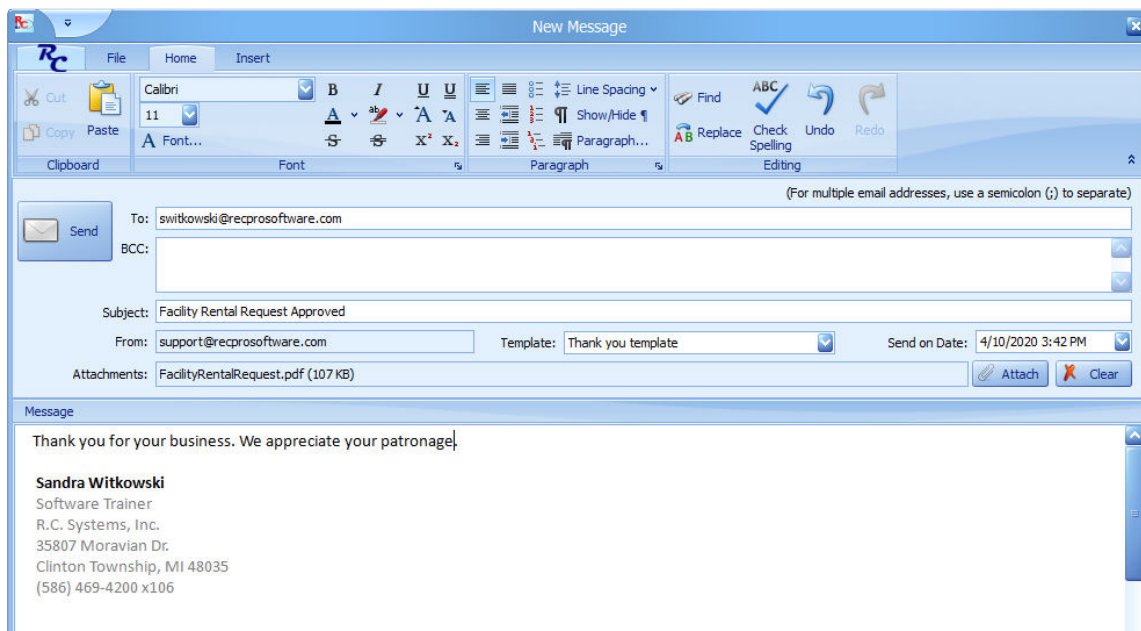 Rc
New Message
RC File Home Insert
Cut Copy Paste
Calibri
11
A Font...
B I U U
A ab A A
S S X² X₂
Line Spacing
Show/Hide ¶
Paragraph...
Find
Replace
ABC
Check Spelling
Undo
Redo
Clipboard Font Paragraph Editing
(For multiple email addresses, use a semicolon (;) to separate)
Send
To: switkowski@recprosoftware.com
BCC:
Subject: Facility Rental Request Approved
From: support@recprosoftware.com Template: Thank you template Send on Date: 4/10/2020 3:42 PM
Attachments: FacilityRentalRequest.pdf (107 KB) Attach Clear
Message
Thank you for your business. We appreciate your patronage.
Sandra Witkowski
Software Trainer
R.C. Systems, Inc.
35807 Moravian Dr.
Clinton Township, MI 48035
(586) 469-4200 x106